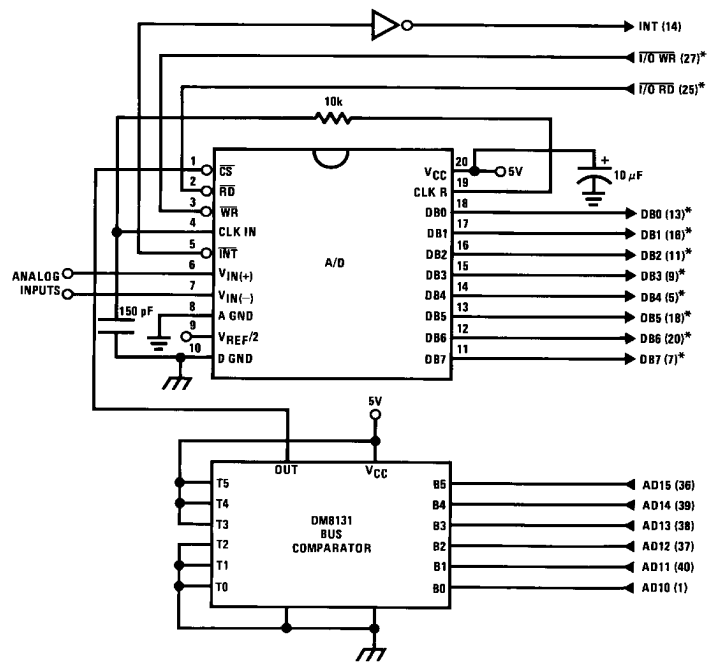 INT (14)
I/O WR (27)*
I/O RD (25)*
10k
1 CS
2 RD
3 WR
4 CLK IN
5 INT
6 VIN(+)
7 VIN(−)
8 A GND
9 VREF/2
10 D GND
A/D
VCC 20
CLK R 19
DB0 18
DB1 17
DB2 16
DB3 15
DB4 14
DB5 13
DB6 12
DB7 11
5V
+
10 μF
DB0 (13)*
DB1 (16)*
DB2 (11)*
DB3 (9)*
DB4 (5)*
DB5 (18)*
DB6 (20)*
DB7 (7)*
ANALOG
INPUTS
150 pF
5V
OUT
VCC
T5
T4
T3
T2
T1
T0
DM8131
BUS
COMPARATOR
B5
B4
B3
B2
B1
B0
AD15 (36)
AD14 (39)
AD13 (38)
AD12 (37)
AD11 (40)
AD10 (1)